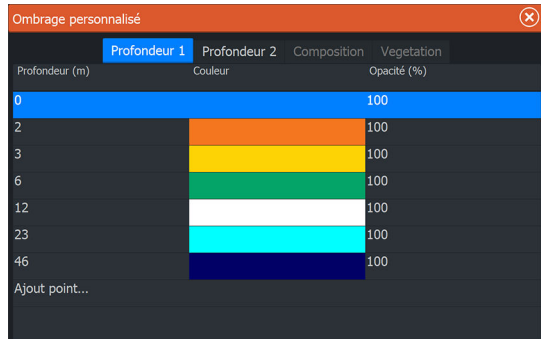 Ombrage personnalisé
Profondeur 1 Profondeur 2 Composition Vegetation
Profondeur (m) Couleur Opacité (%)
0 100
2 100
3 100
6 100
12 100
23 100
46 100
Ajout point...